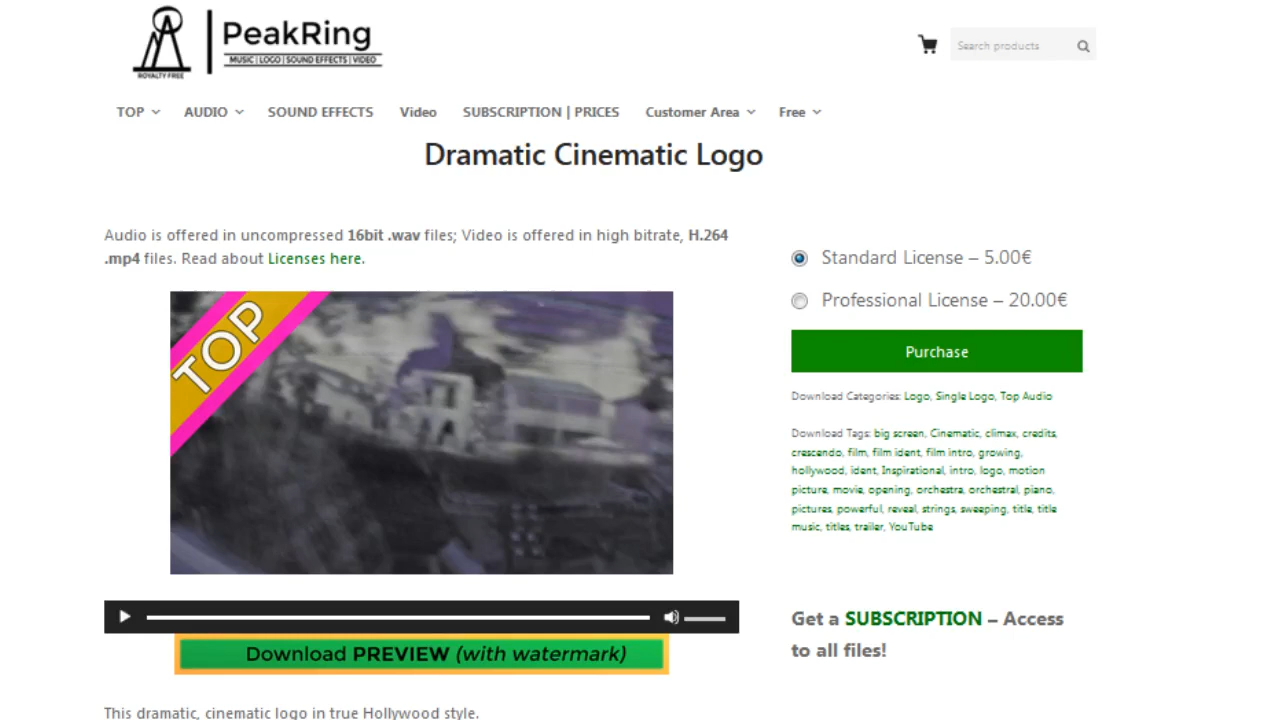 PeakRing
MUSIC | LOGO | SOUND EFFECTS | VIDEO
ROYALTY FREE
Search products
TOP AUDIO SOUND EFFECTS Video SUBSCRIPTION | PRICES Customer Area Free
Dramatic Cinematic Logo
Audio is offered in uncompressed 16bit .wav files; Video is offered in high bitrate, H.264
.mp4 files. Read about Licenses here.
TOP
Download PREVIEW (with watermark)
This dramatic, cinematic logo in true Hollywood style.
Standard License – 5.00€
Professional License – 20.00€
Purchase
Download Categories: Logo, Single Logo, Top Audio
Download Tags: big screen, Cinematic, climax, credits,
crescendo, film, film ident, film intro, growing,
hollywood, ident, Inspirational, intro, logo, motion
picture, movie, opening, orchestra, orchestral, piano,
pictures, powerful, reveal, strings, sweeping, title, title
music, titles, trailer, YouTube
Get a SUBSCRIPTION – Access
to all files!